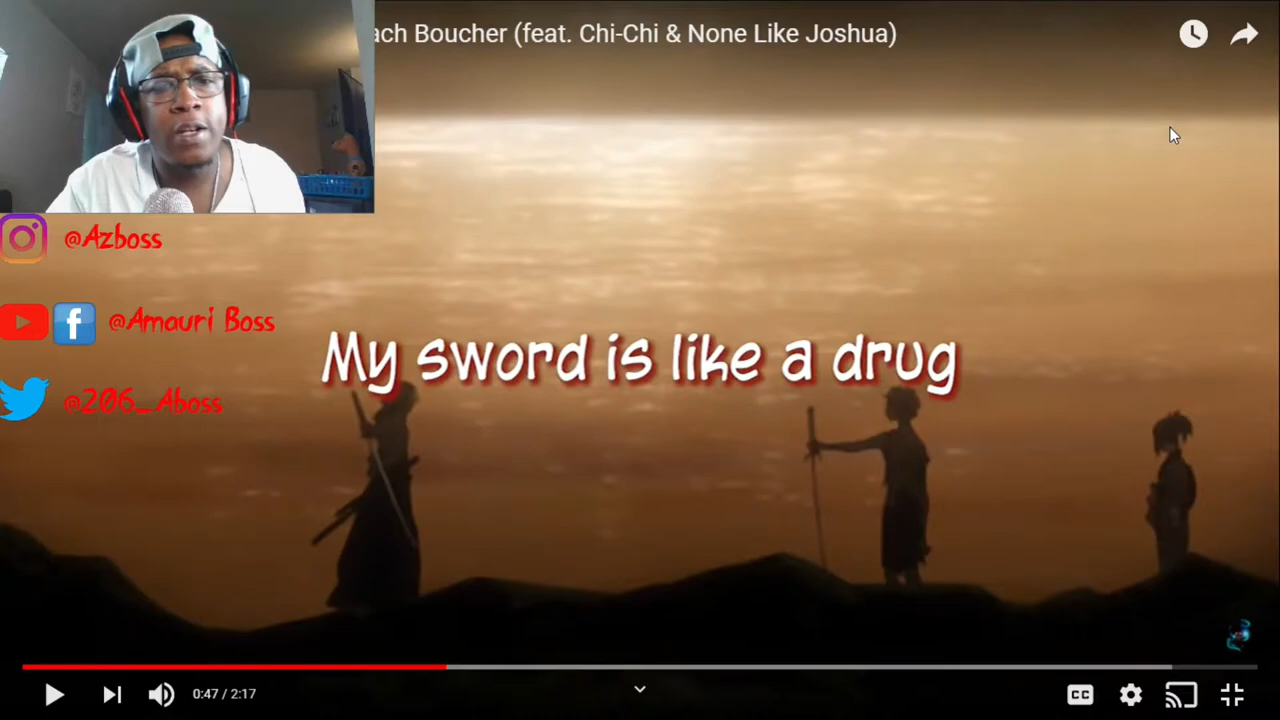 ach Boucher (feat. Chi-Chi & None Like Joshua)
@Azboss
@Amauri Boss
My sword is like a drug
@206_Aboss
0:47 / 2:17
CC